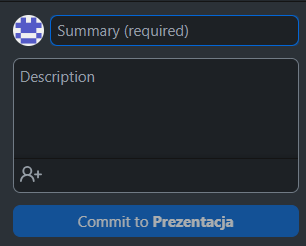 Summary (required)
Description
Commit to Prezentacja